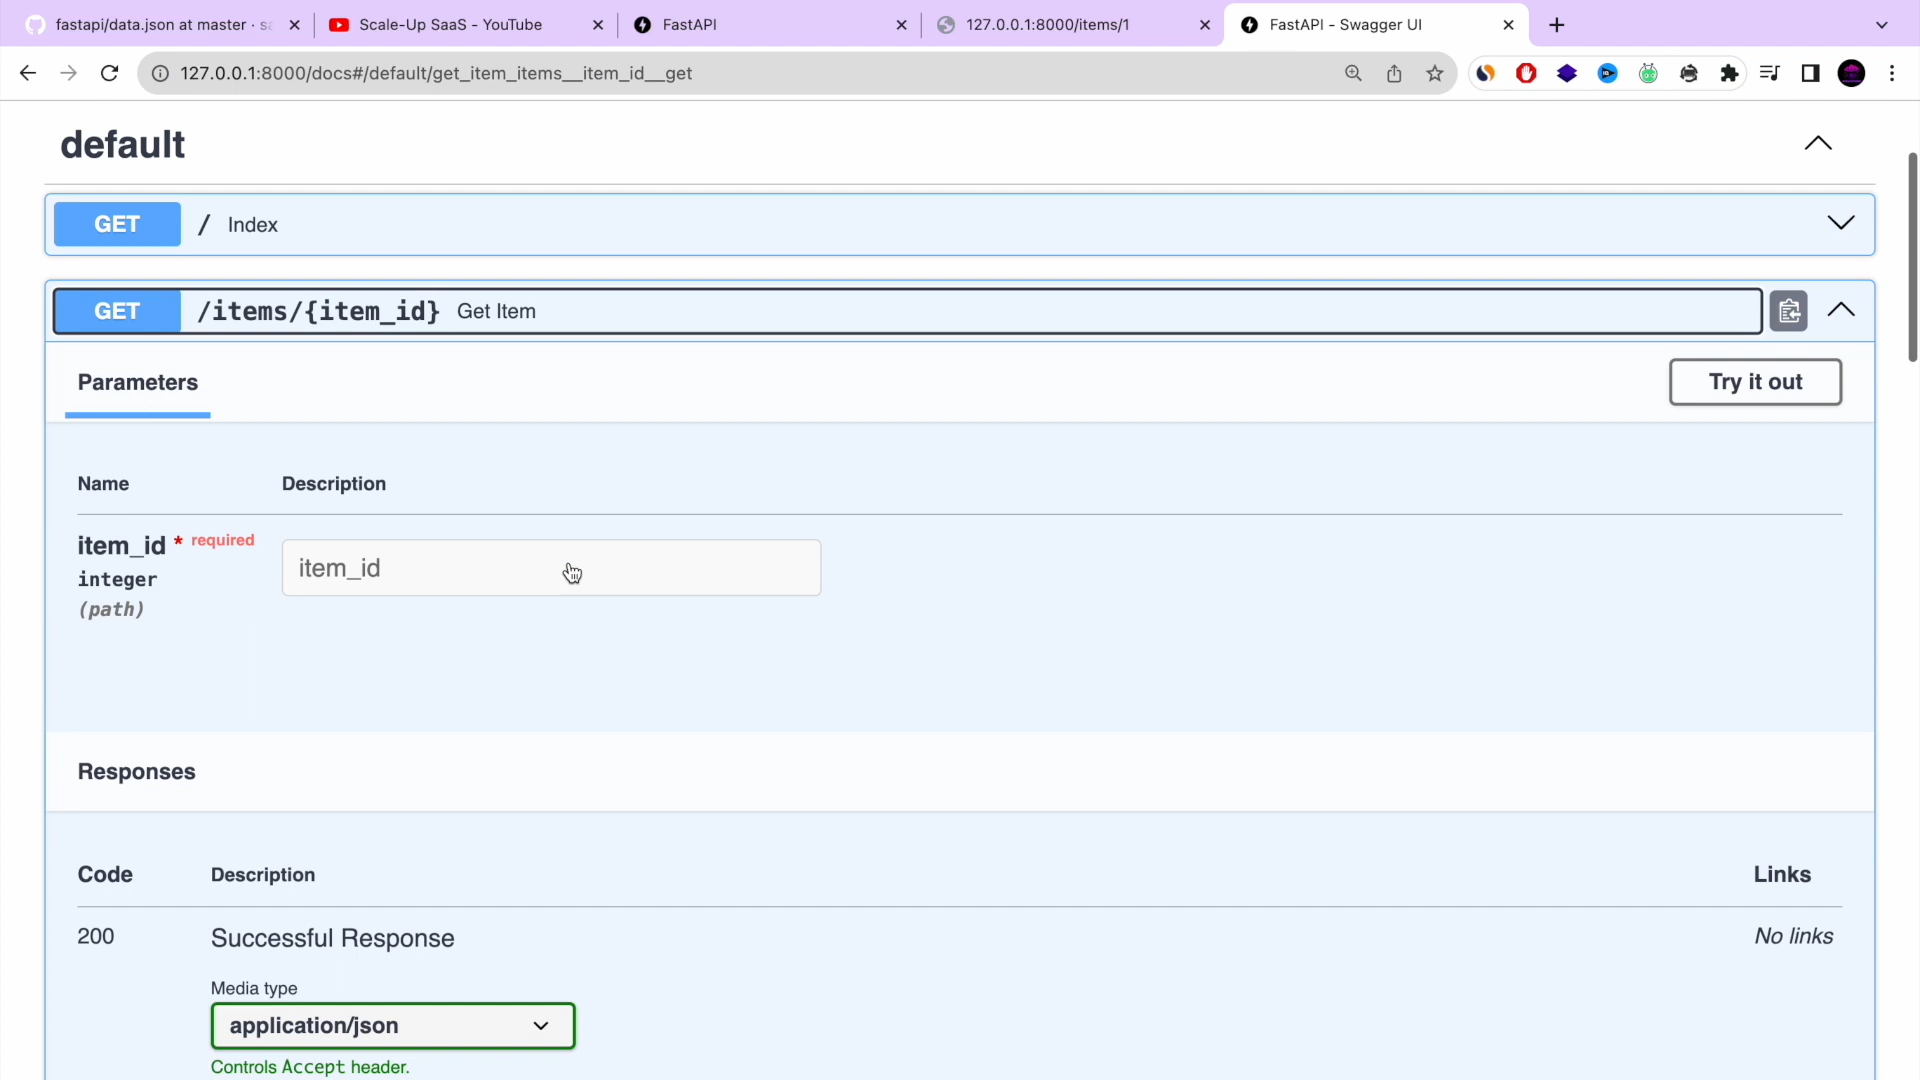 fastapi/data.json at master · sa
Scale-Up SaaS - YouTube
FastAPI
127.0.0.1:8000/items/1
FastAPI - Swagger UI
127.0.0.1:8000/docs#/default/get_item_items__item_id__get
default
GET / Index
GET /items/{item_id} Get Item
Parameters
Try it out
Name Description
item_id * required
integer
(path)
item_id
Responses
Code Description Links
200 Successful Response No links
Media type
application/json
Controls Accept header.